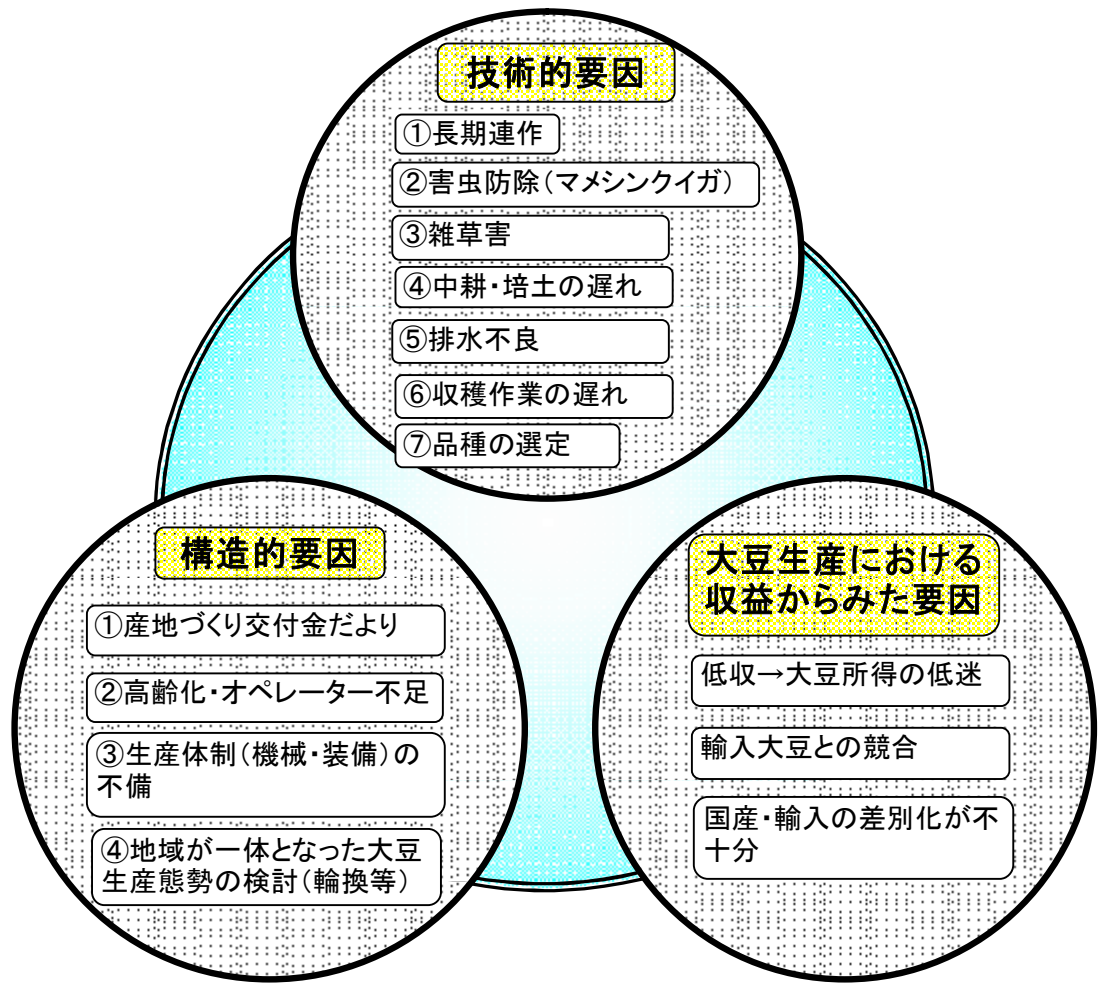 技術的要因
①長期連作
②害虫防除（マメシンクイガ）
③雑草害
④中耕・培土の遅れ
⑤排水不良
⑥収穫作業の遅れ
⑦品種の選定
構造的要因
①産地づくり交付金だより
②高齢化・オペレーター不足
③生産体制（機械・装備）の
不備
④地域が一体となった大豆
生産態勢の検討（輪換等）
大豆生産における
収益からみた要因
低収→大豆所得の低迷
輸入大豆との競合
国産・輸入の差別化が不
十分